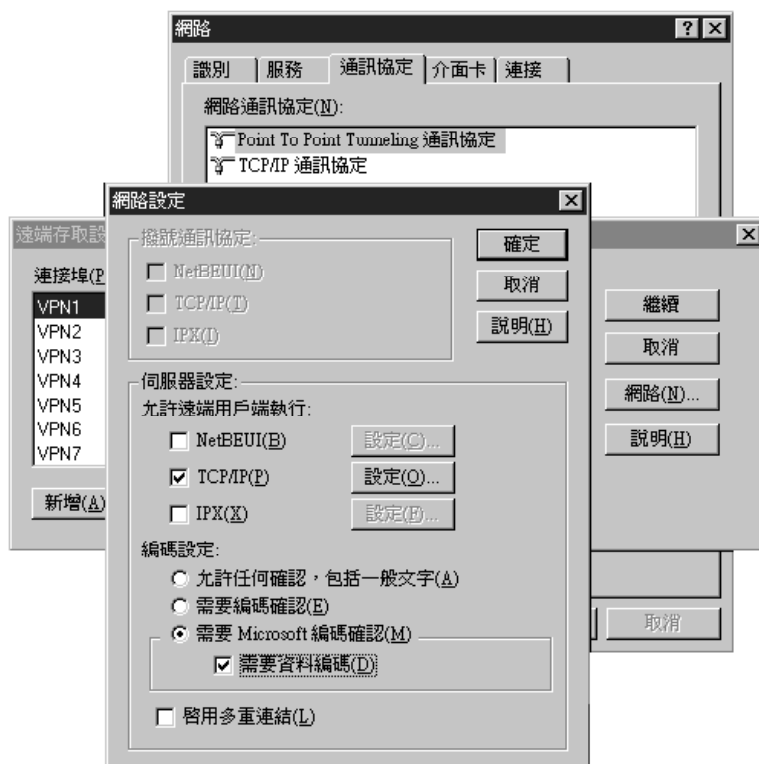 網路
識別 服務 通訊協定 介面卡 連接
網路通訊協定(N):
Point To Point Tunneling 通訊協定
TCP/IP 通訊協定
遠端存取設
連接埠(P
VPN1
VPN2
VPN3
VPN4
VPN5
VPN6
VPN7
新增(A)
繼續
取消
網路(N)...
說明(H)
取消
網路設定
撥號通訊協定:
NetBEUI(N)
TCP/IP(T)
IPX(I)
確定
取消
說明(H)
伺服器設定:
允許遠端用戶端執行:
NetBEUI(B) 設定(C)...
TCP/IP(P) 設定(O)...
IPX(X) 設定(F)...
編碼設定:
允許任何確認，包括一般文字(A)
需要編碼確認(E)
需要 Microsoft 編碼確認(M)
需要資料編碼(D)
啓用多重連結(L)